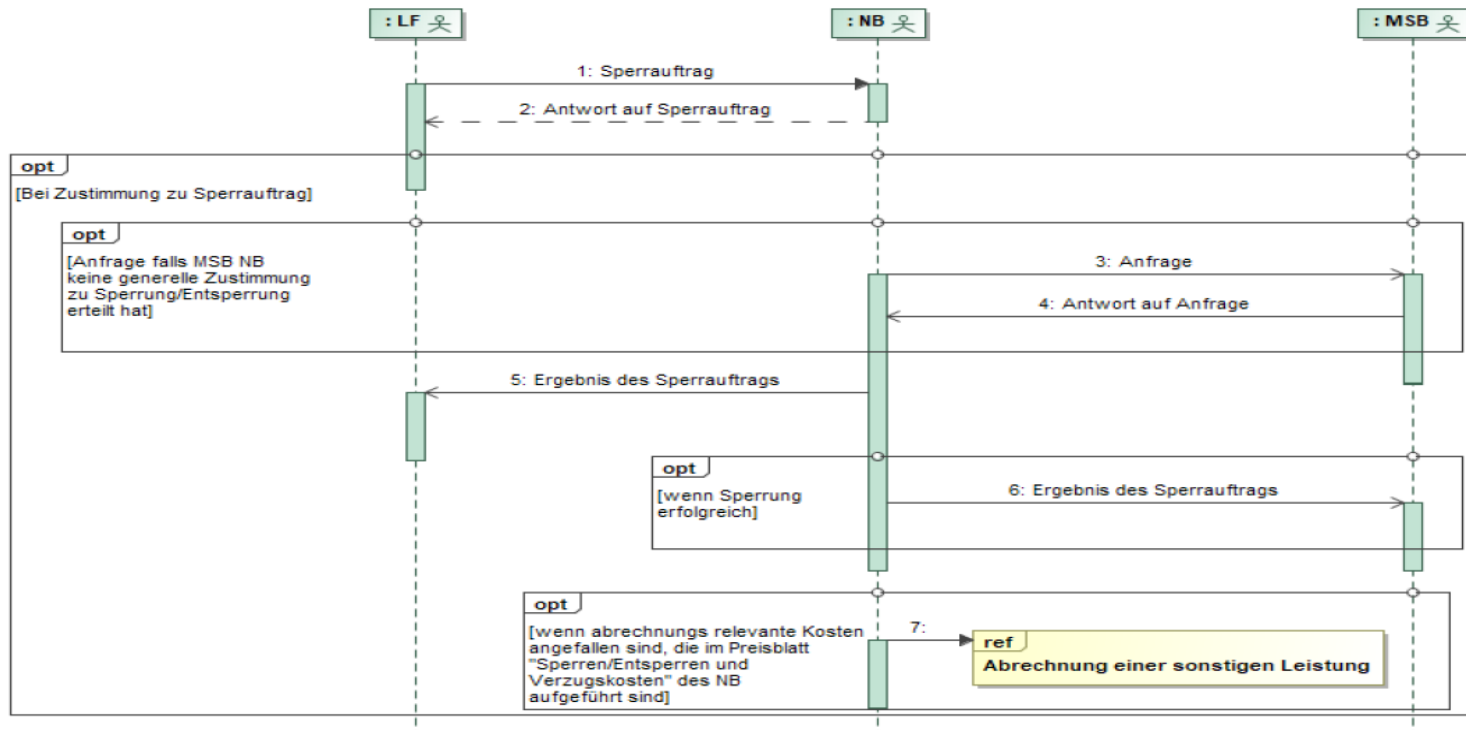 : LF
: NB
: MSB
1: Sperrauftrag
2: Antwort auf Sperrauftrag
opt
[Bei Zustimmung zu Sperrauftrag]
opt
[Anfrage falls MSB NB
keine generelle Zustimmung
zu Sperrung/Entsperrung
erteilt hat]
3: Anfrage
4: Antwort auf Anfrage
5: Ergebnis des Sperrauftrags
opt
[wenn Sperrung
erfolgreich]
6: Ergebnis des Sperrauftrags
opt
[wenn abrechnungs relevante Kosten
angefallen sind, die im Preisblatt
"Sperren/Entsperren und
Verzugskosten" des NB
aufgeführt sind]
7:
ref
Abrechnung einer sonstigen Leistung